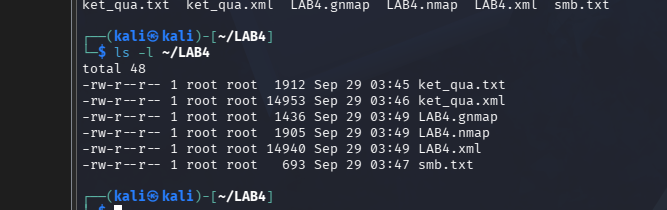 ket_qua.txt  ket_qua.xml  LAB4.gnmap  LAB4.nmap  LAB4.xml  smb.txt
┌──(kali㉿kali)-[~/LAB4]
└─$ ls -l ~/LAB4
total 48
-rw-r--r-- 1 root root  1912 Sep 29 03:45 ket_qua.txt
-rw-r--r-- 1 root root 14953 Sep 29 03:46 ket_qua.xml
-rw-r--r-- 1 root root  1436 Sep 29 03:49 LAB4.gnmap
-rw-r--r-- 1 root root  1905 Sep 29 03:49 LAB4.nmap
-rw-r--r-- 1 root root 14940 Sep 29 03:49 LAB4.xml
-rw-r--r-- 1 root root   693 Sep 29 03:47 smb.txt
┌──(kali㉿kali)-[~/LAB4]
└─$